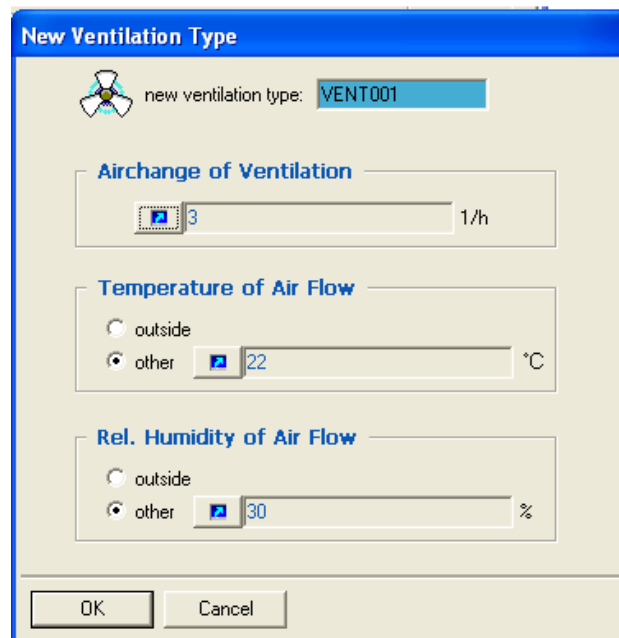 New Ventilation Type
new ventilation type: VENT001
Airchange of Ventilation
3 1/h
Temperature of Air Flow
outside
other 22 °C
Rel. Humidity of Air Flow
outside
other 30 %
OK Cancel